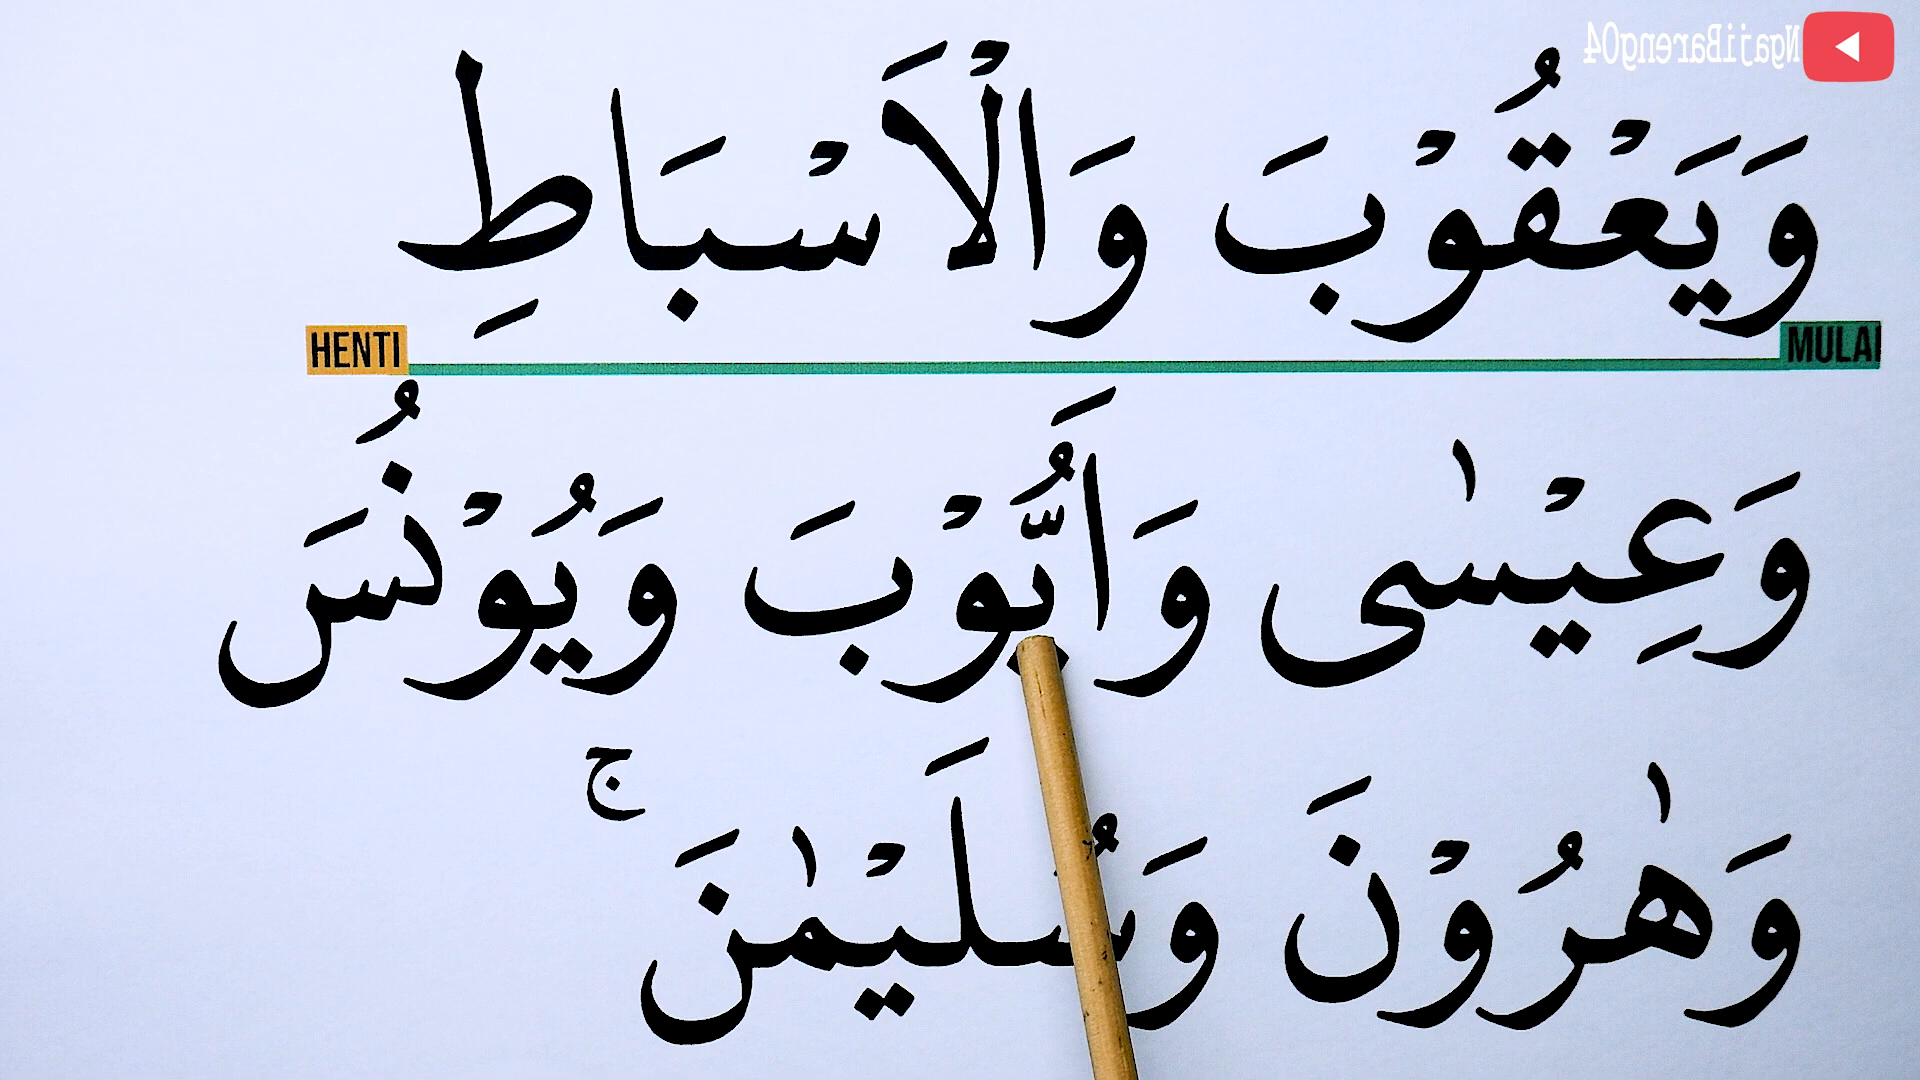 NgajiBareng04
وَيَعْقُوْبَ وَالْاَسْبَاطِ
MULAI
HENTI
وَعِيْسٰى وَاَيُّوْبَ وَيُوْنُسَ
وَهٰرُوْنَ وَسُلَيْمٰنَ ۚ